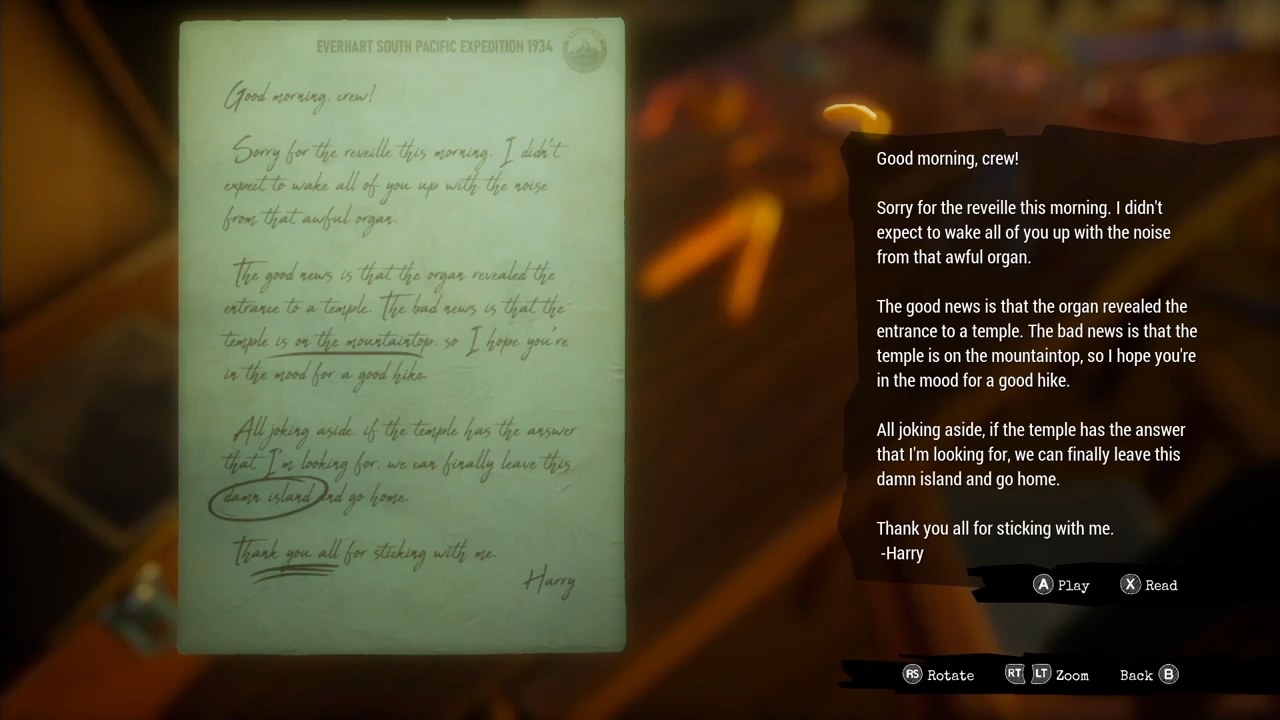 EVERHART SOUTH PACIFIC EXPEDITION 1934
Good morning, crew!
Sorry for the reveille this morning. I didn't
expect to wake all of you up with the noise
from that awful organ.
The good news is that the organ revealed the
entrance to a temple. The bad news is that the
temple is on the mountaintop, so I hope you're
in the mood for a good hike.
All joking aside, if the temple has the answer
that I'm looking for, we can finally leave this
damn island and go home.
Thank you all for sticking with me.
Harry
Good morning, crew!
Sorry for the reveille this morning. I didn't
expect to wake all of you up with the noise
from that awful organ.
The good news is that the organ revealed the
entrance to a temple. The bad news is that the
temple is on the mountaintop, so I hope you're
in the mood for a good hike.
All joking aside, if the temple has the answer
that I'm looking for, we can finally leave this
damn island and go home.
Thank you all for sticking with me.
-Harry
A Play X Read
RS Rotate RT LT Zoom Back B